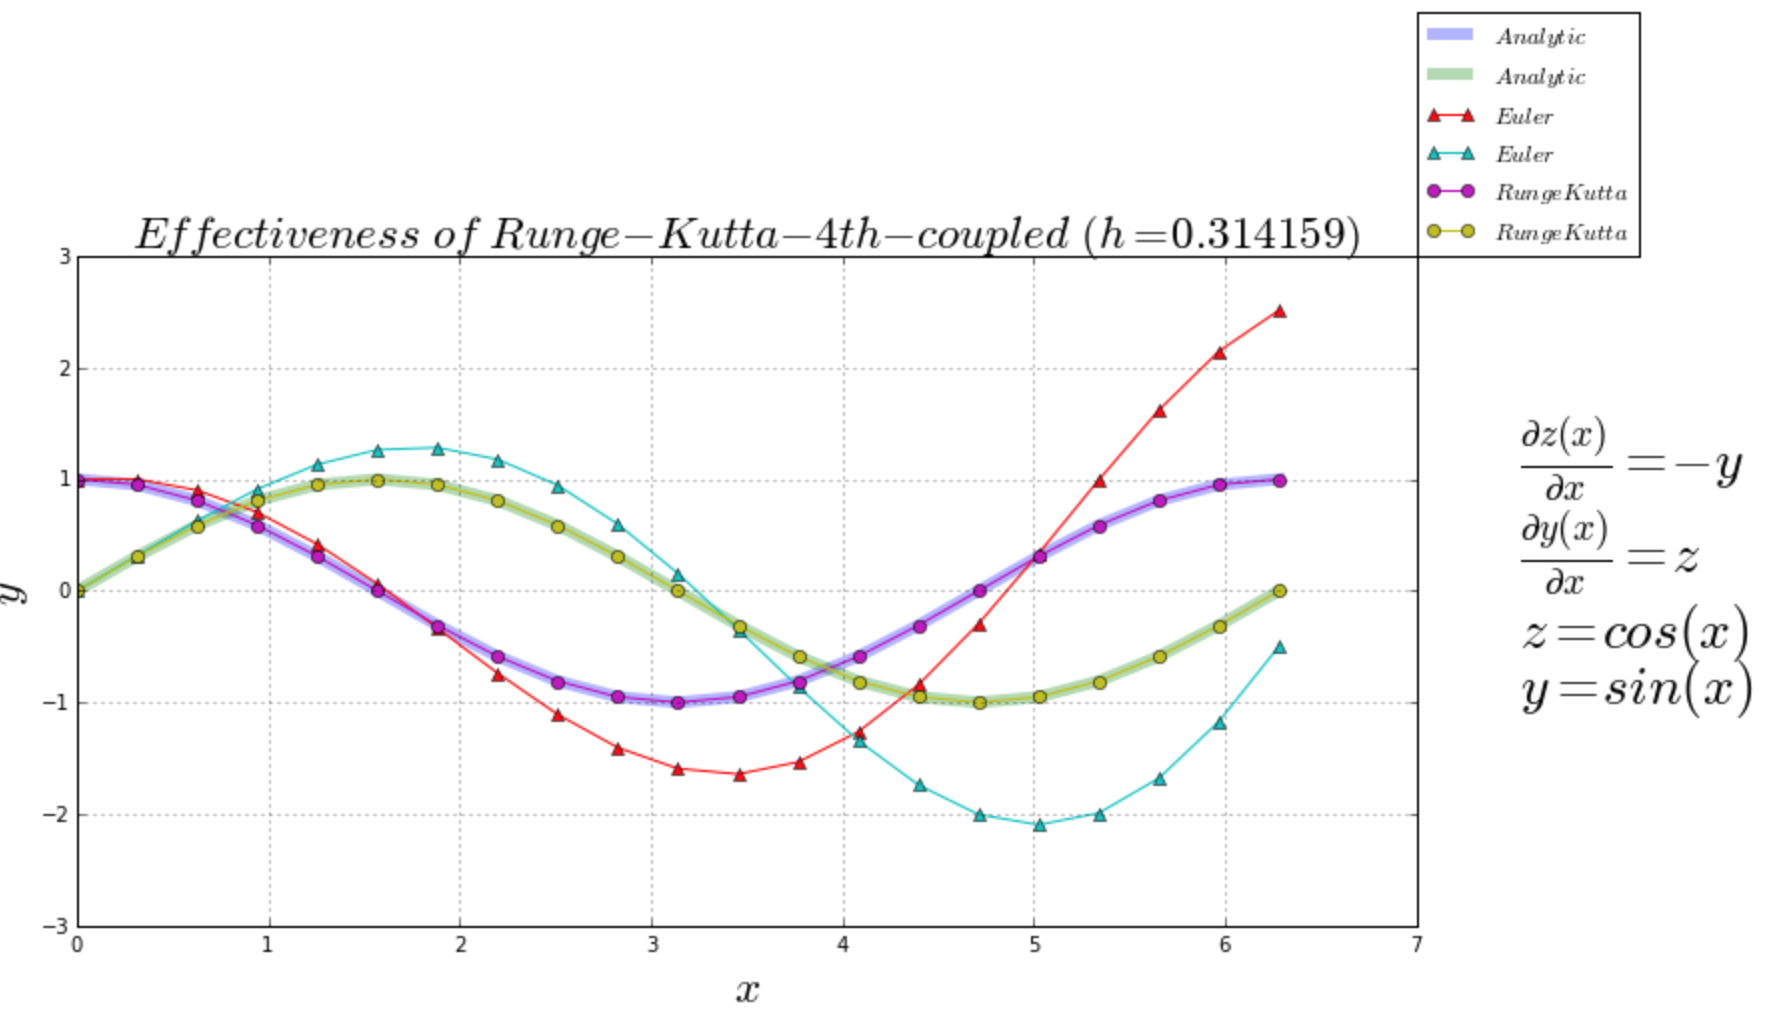 Analytic
Analytic
Euler
Euler
RungeKutta
RungeKutta
Effectiveness of Runge−Kutta−4th−coupled (h=0.314159)
3
2
1
0
−1
−2
−3
y
0 1 2 3 4 5 6 7
x
∂z(x)/∂x = −y
∂y(x)/∂x = z
z=cos(x)
y=sin(x)